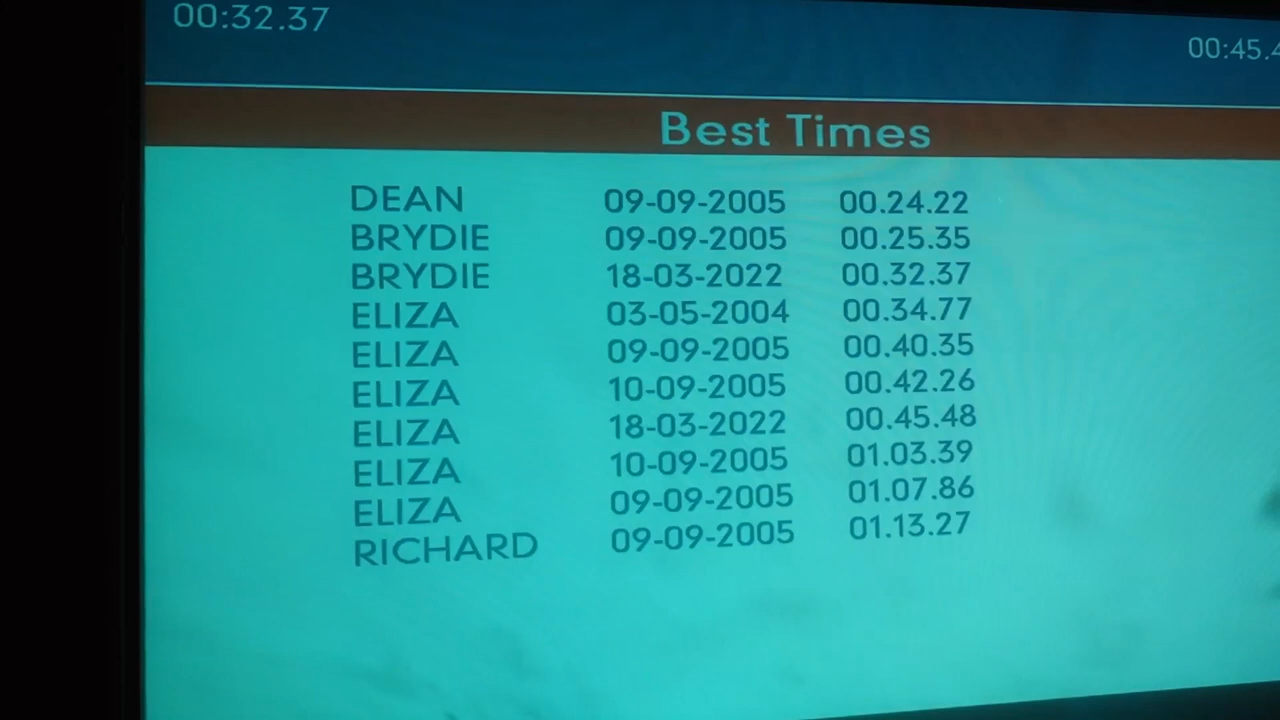 00:32.37
00:45.4
Best Times
DEAN 09-09-2005 00.24.22
BRYDIE 09-09-2005 00.25.35
BRYDIE 18-03-2022 00.32.37
ELIZA 03-05-2004 00.34.77
ELIZA 09-09-2005 00.40.35
ELIZA 10-09-2005 00.42.26
ELIZA 18-03-2022 00.45.48
ELIZA 10-09-2005 01.03.39
ELIZA 09-09-2005 01.07.86
RICHARD 09-09-2005 01.13.27